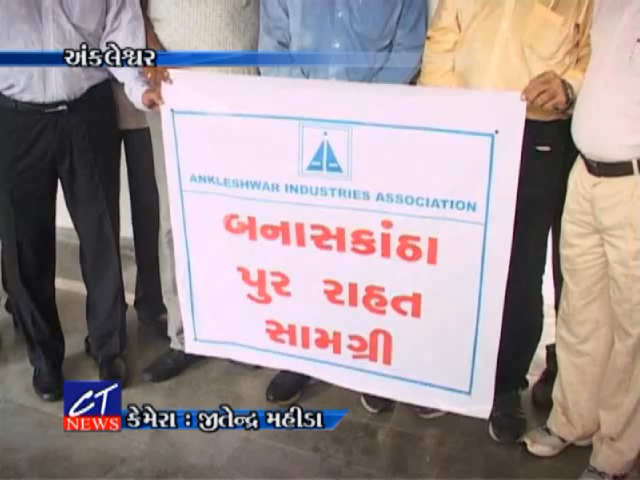 અંકલેશ્વર
ANKLESHWAR INDUSTRIES ASSOCIATION
બનાસકાંઠા
પુર રાહત
સામગ્રી
CT
NEWS
કેમેરા : જીતેન્દ્ર મહીડા